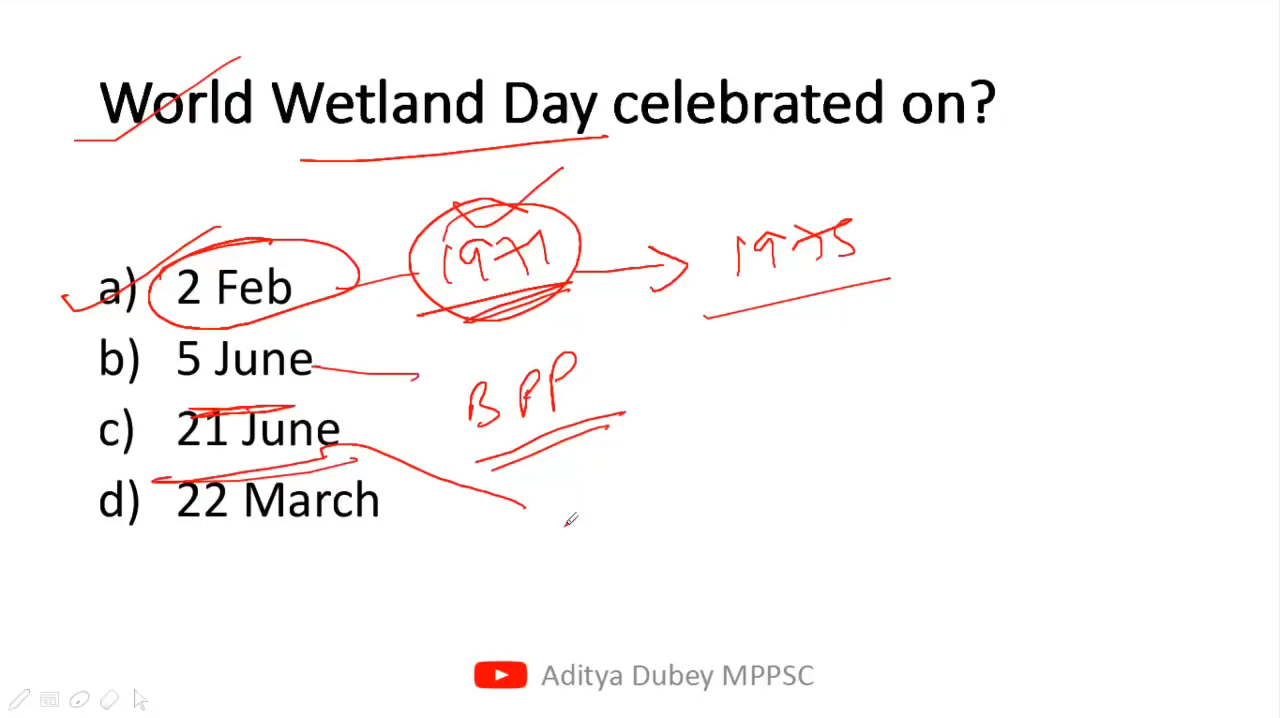 World Wetland Day celebrated on?
a) 2 Feb 1971 1975
b) 5 June BPP
c) 21 June
d) 22 March
Aditya Dubey MPPSC